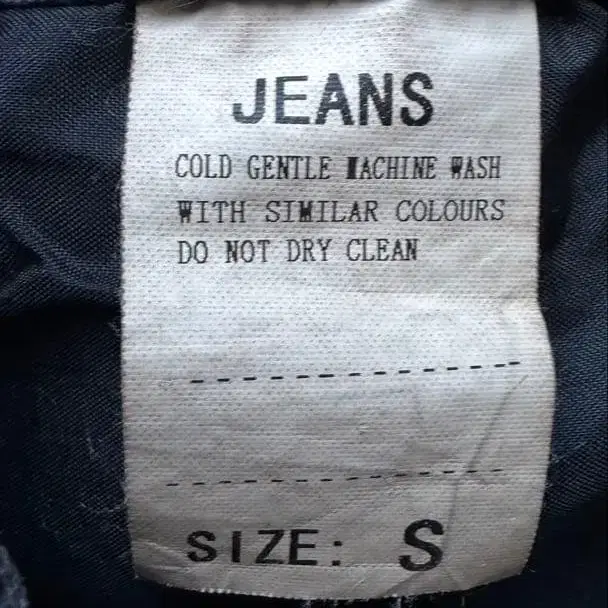 JEANS
COLD GENTLE MACHINE WASH
WITH SIMILAR COLOURS
DO NOT DRY CLEAN
SIZE: S